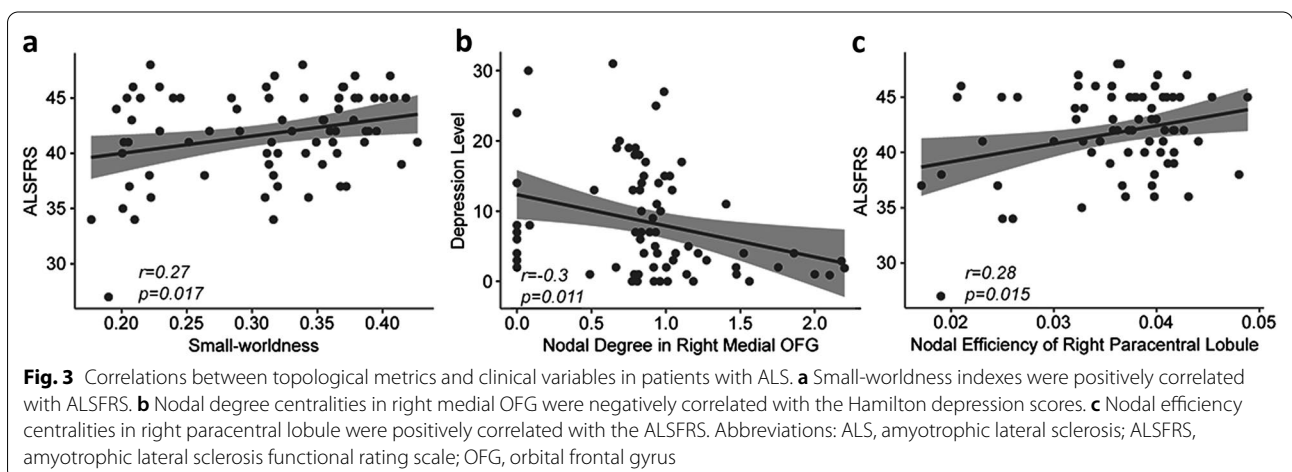 a
b
c
ALSFRS
45
40
35
30
r=0.27
p=0.017
0.20 0.25 0.30 0.35 0.40
Small-worldness
Depression Level
30
20
10
0
r=-0.3
p=0.011
0.0 0.5 1.0 1.5 2.0
Nodal Degree in Right Medial OFG
ALSFRS
45
40
35
30
r=0.28
p=0.015
0.02 0.03 0.04 0.05
Nodal Efficiency of Right Paracentral Lobule
Fig. 3 Correlations between topological metrics and clinical variables in patients with ALS. a Small-worldness indexes were positively correlated
with ALSFRS. b Nodal degree centralities in right medial OFG were negatively correlated with the Hamilton depression scores. c Nodal efficiency
centralities in right paracentral lobule were positively correlated with the ALSFRS. Abbreviations: ALS, amyotrophic lateral sclerosis; ALSFRS,
amyotrophic lateral sclerosis functional rating scale; OFG, orbital frontal gyrus